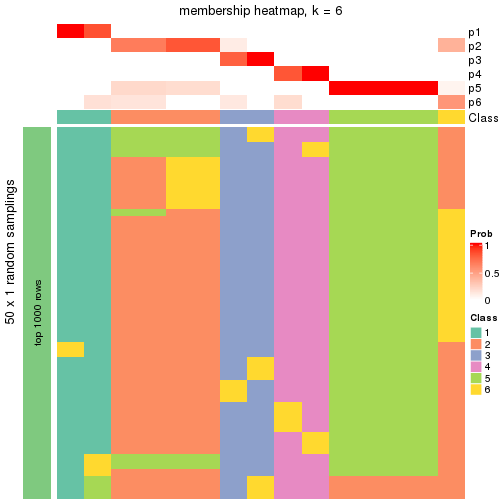 membership heatmap, k = 6
p1
p2
p3
p4
p5
p6
Class
50 x 1 random samplings
top 1000 rows
Prob
1
0.5
0
Class
1
2
3
4
5
6